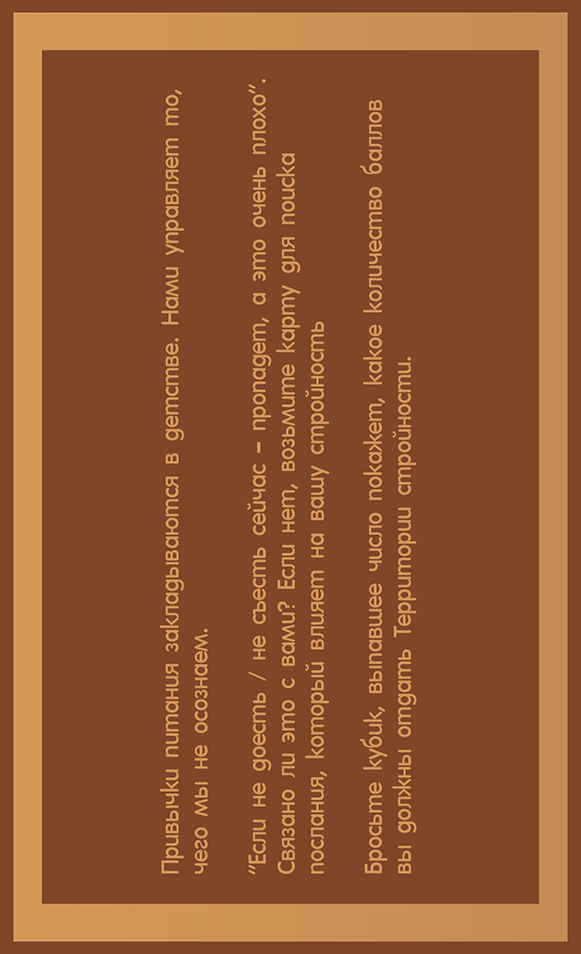 Привычки питания закладываются в детстве. Нами управляет то,
чего мы не осознаем.
"Если не доесть / не съесть сейчас – пропадет, а это очень плохо".
Связано ли это с вами? Если нет, возьмите карту для поиска
послания, который влияет на вашу стройность
Бросьте кубик, выпавшее число покажет, какое количество баллов
вы должны отдать Территории стройности.